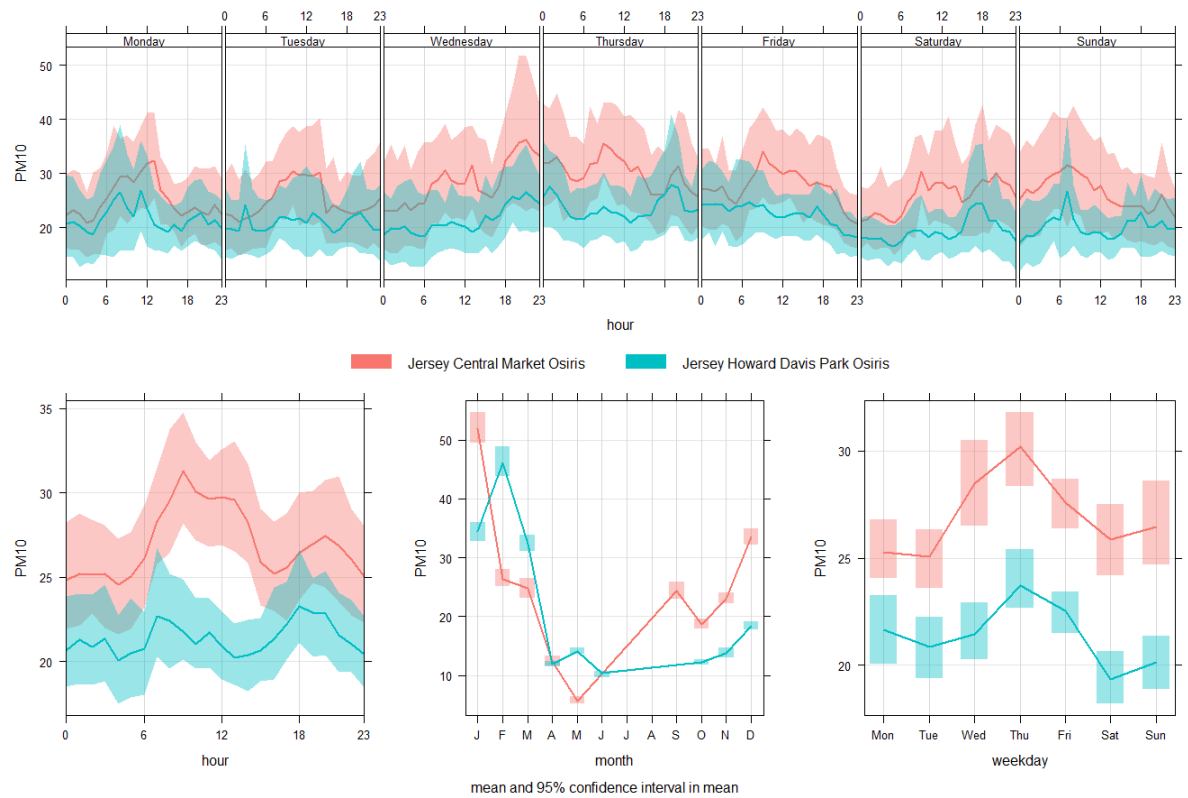 0 6 12 18 23 0 6 12 18 23 0 6 12 18 23
Monday Tuesday Wednesday Thursday Friday Saturday Sunday
PM10
50
40
30
20
0 6 12 18 23 0 6 12 18 23 0 6 12 18 23 0 6 12 18 23
hour
Jersey Central Market Osiris Jersey Howard Davis Park Osiris
PM10
35
30
25
20
0 6 12 18 23
hour
PM10
50
40
30
20
10
J F M A M J J A S O N D
month
PM10
30
25
20
Mon Tue Wed Thu Fri Sat Sun
weekday
mean and 95% confidence interval in mean